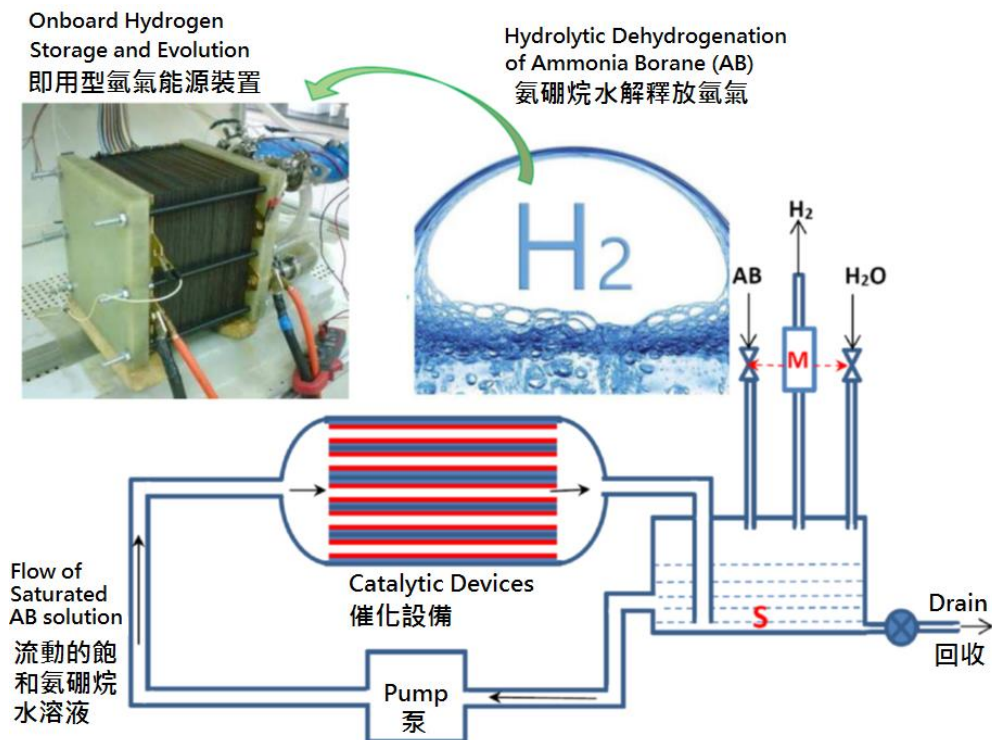 Onboard Hydrogen
Storage and Evolution
即用型氫氣能源裝置
Hydrolytic Dehydrogenation
of Ammonia Borane (AB)
氨硼烷水解釋放氫氣
H2
H2
AB
H2O
M
Catalytic Devices
催化設備
Flow of
Saturated
AB solution
流動的飽
和氨硼烷
水溶液
S
Drain
回收
Pump
泵